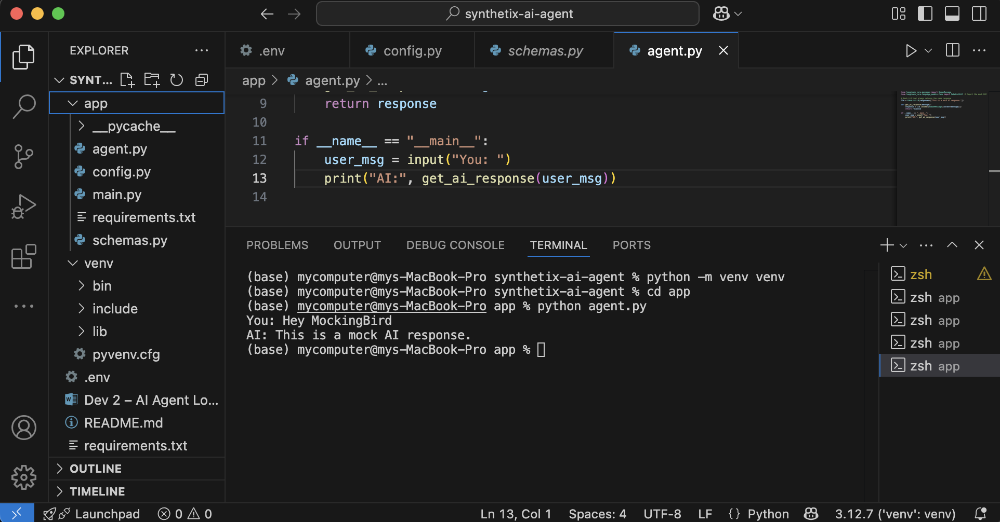 synthetix-ai-agent
EXPLORER
SYNT...
app
__pycache__
agent.py
config.py
main.py
requirements.txt
schemas.py
venv
bin
include
lib
pyvenv.cfg
.env
Dev 2 – AI Agent Lo...
README.md
requirements.txt
OUTLINE
TIMELINE
.env
config.py
schemas.py
agent.py
app > agent.py > ...
9 return response
10
11 if __name__ == "__main__":
12 user_msg = input("You: ")
13 print("AI:", get_ai_response(user_msg))
14
PROBLEMS OUTPUT DEBUG CONSOLE TERMINAL PORTS
(base) mycomputer@mys-MacBook-Pro synthetix-ai-agent % python -m venv venv
(base) mycomputer@mys-MacBook-Pro synthetix-ai-agent % cd app
(base) mycomputer@mys-MacBook-Pro app % python agent.py
You: Hey MockingBird
AI: This is a mock AI response.
(base) mycomputer@mys-MacBook-Pro app %
zsh
zsh app
zsh app
zsh app
zsh app
Launchpad 0 0 Ln 13, Col 1 Spaces: 4 UTF-8 LF {} Python 3.12.7 ('venv': venv)